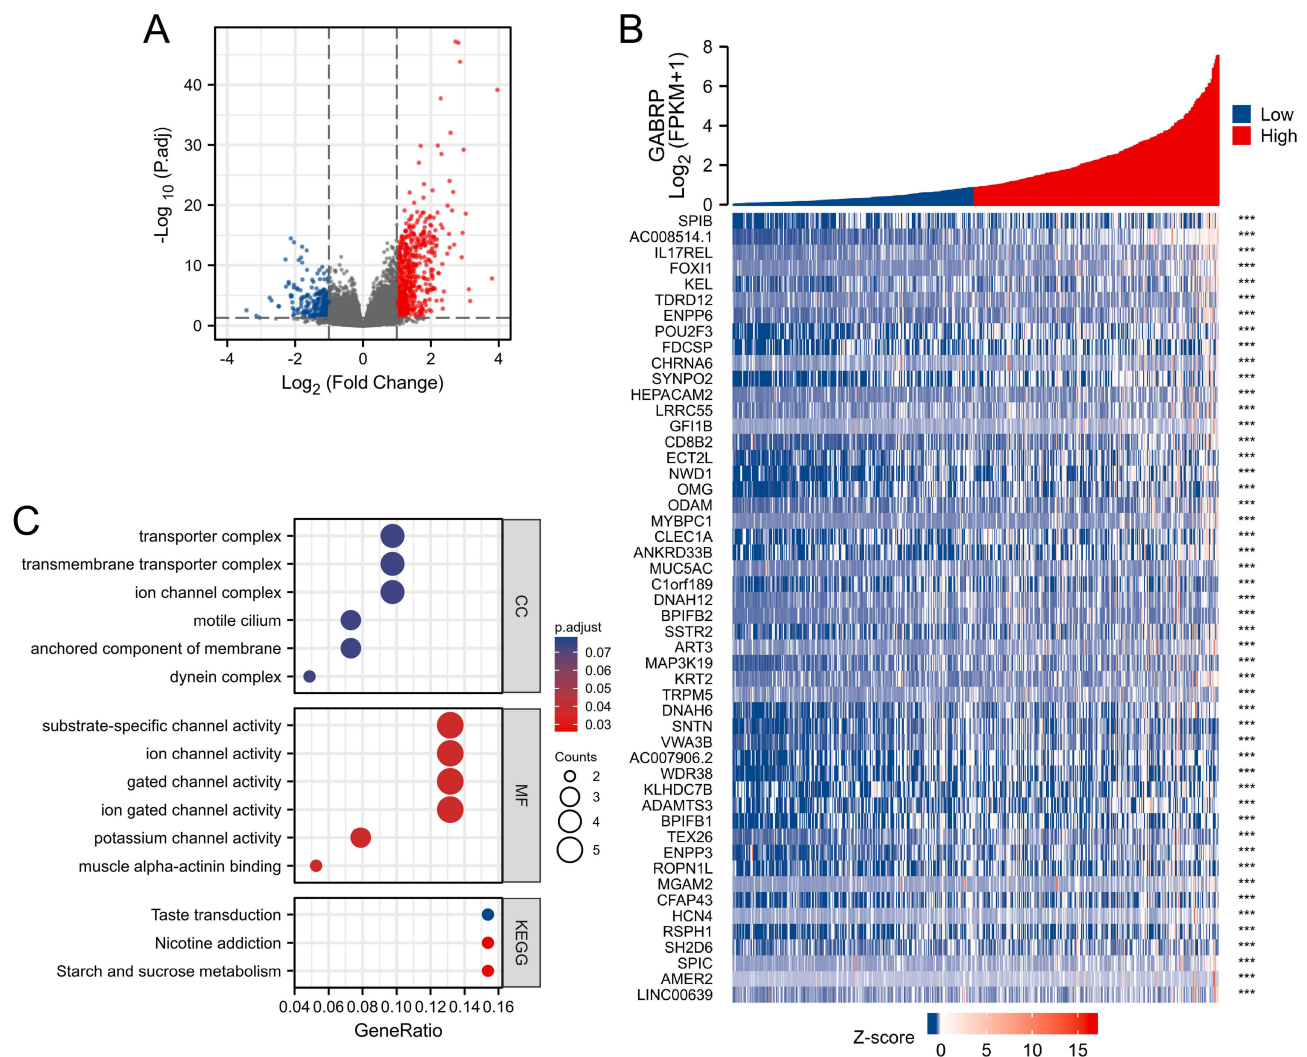 A
40
30
20
10
0
-Log 10 (P.adj)
-4 -2 0 2 4
Log2 (Fold Change)
B
8
6
4
2
0
GABRP
Log2 (FPKM+1)
Low
High
SPIB ***
AC008514.1 ***
IL17REL ***
FOXI1 ***
KEL ***
TDRD12 ***
ENPP6 ***
POU2F3 ***
FDCSP ***
CHRNA6 ***
SYNPO2 ***
HEPACAM2 ***
LRRC55 ***
GFI1B ***
CD8B2 ***
ECT2L ***
NWD1 ***
OMG ***
ODAM ***
MYBPC1 ***
CLEC1A ***
ANKRD33B ***
MUC5AC ***
C1orf189 ***
DNAH12 ***
BPIFB2 ***
SSTR2 ***
ART3 ***
MAP3K19 ***
KRT2 ***
TRPM5 ***
DNAH6 ***
SNTN ***
VWA3B ***
AC007906.2 ***
WDR38 ***
KLHDC7B ***
ADAMTS3 ***
BPIFB1 ***
TEX26 ***
ENPP3 ***
ROPN1L ***
MGAM2 ***
CFAP43 ***
HCN4 ***
RSPH1 ***
SH2D6 ***
SPIC ***
AMER2 ***
LINC00639 ***
Z-score
0 5 10 15
C
transporter complex
transmembrane transporter complex
ion channel complex
motile cilium
anchored component of membrane
dynein complex
CC
substrate-specific channel activity
ion channel activity
gated channel activity
ion gated channel activity
potassium channel activity
muscle alpha-actinin binding
MF
Taste transduction
Nicotine addiction
Starch and sucrose metabolism
KEGG
0.04 0.06 0.08 0.10 0.12 0.14 0.16
GeneRatio
p.adjust
0.07
0.06
0.05
0.04
0.03
Counts
2
3
4
5